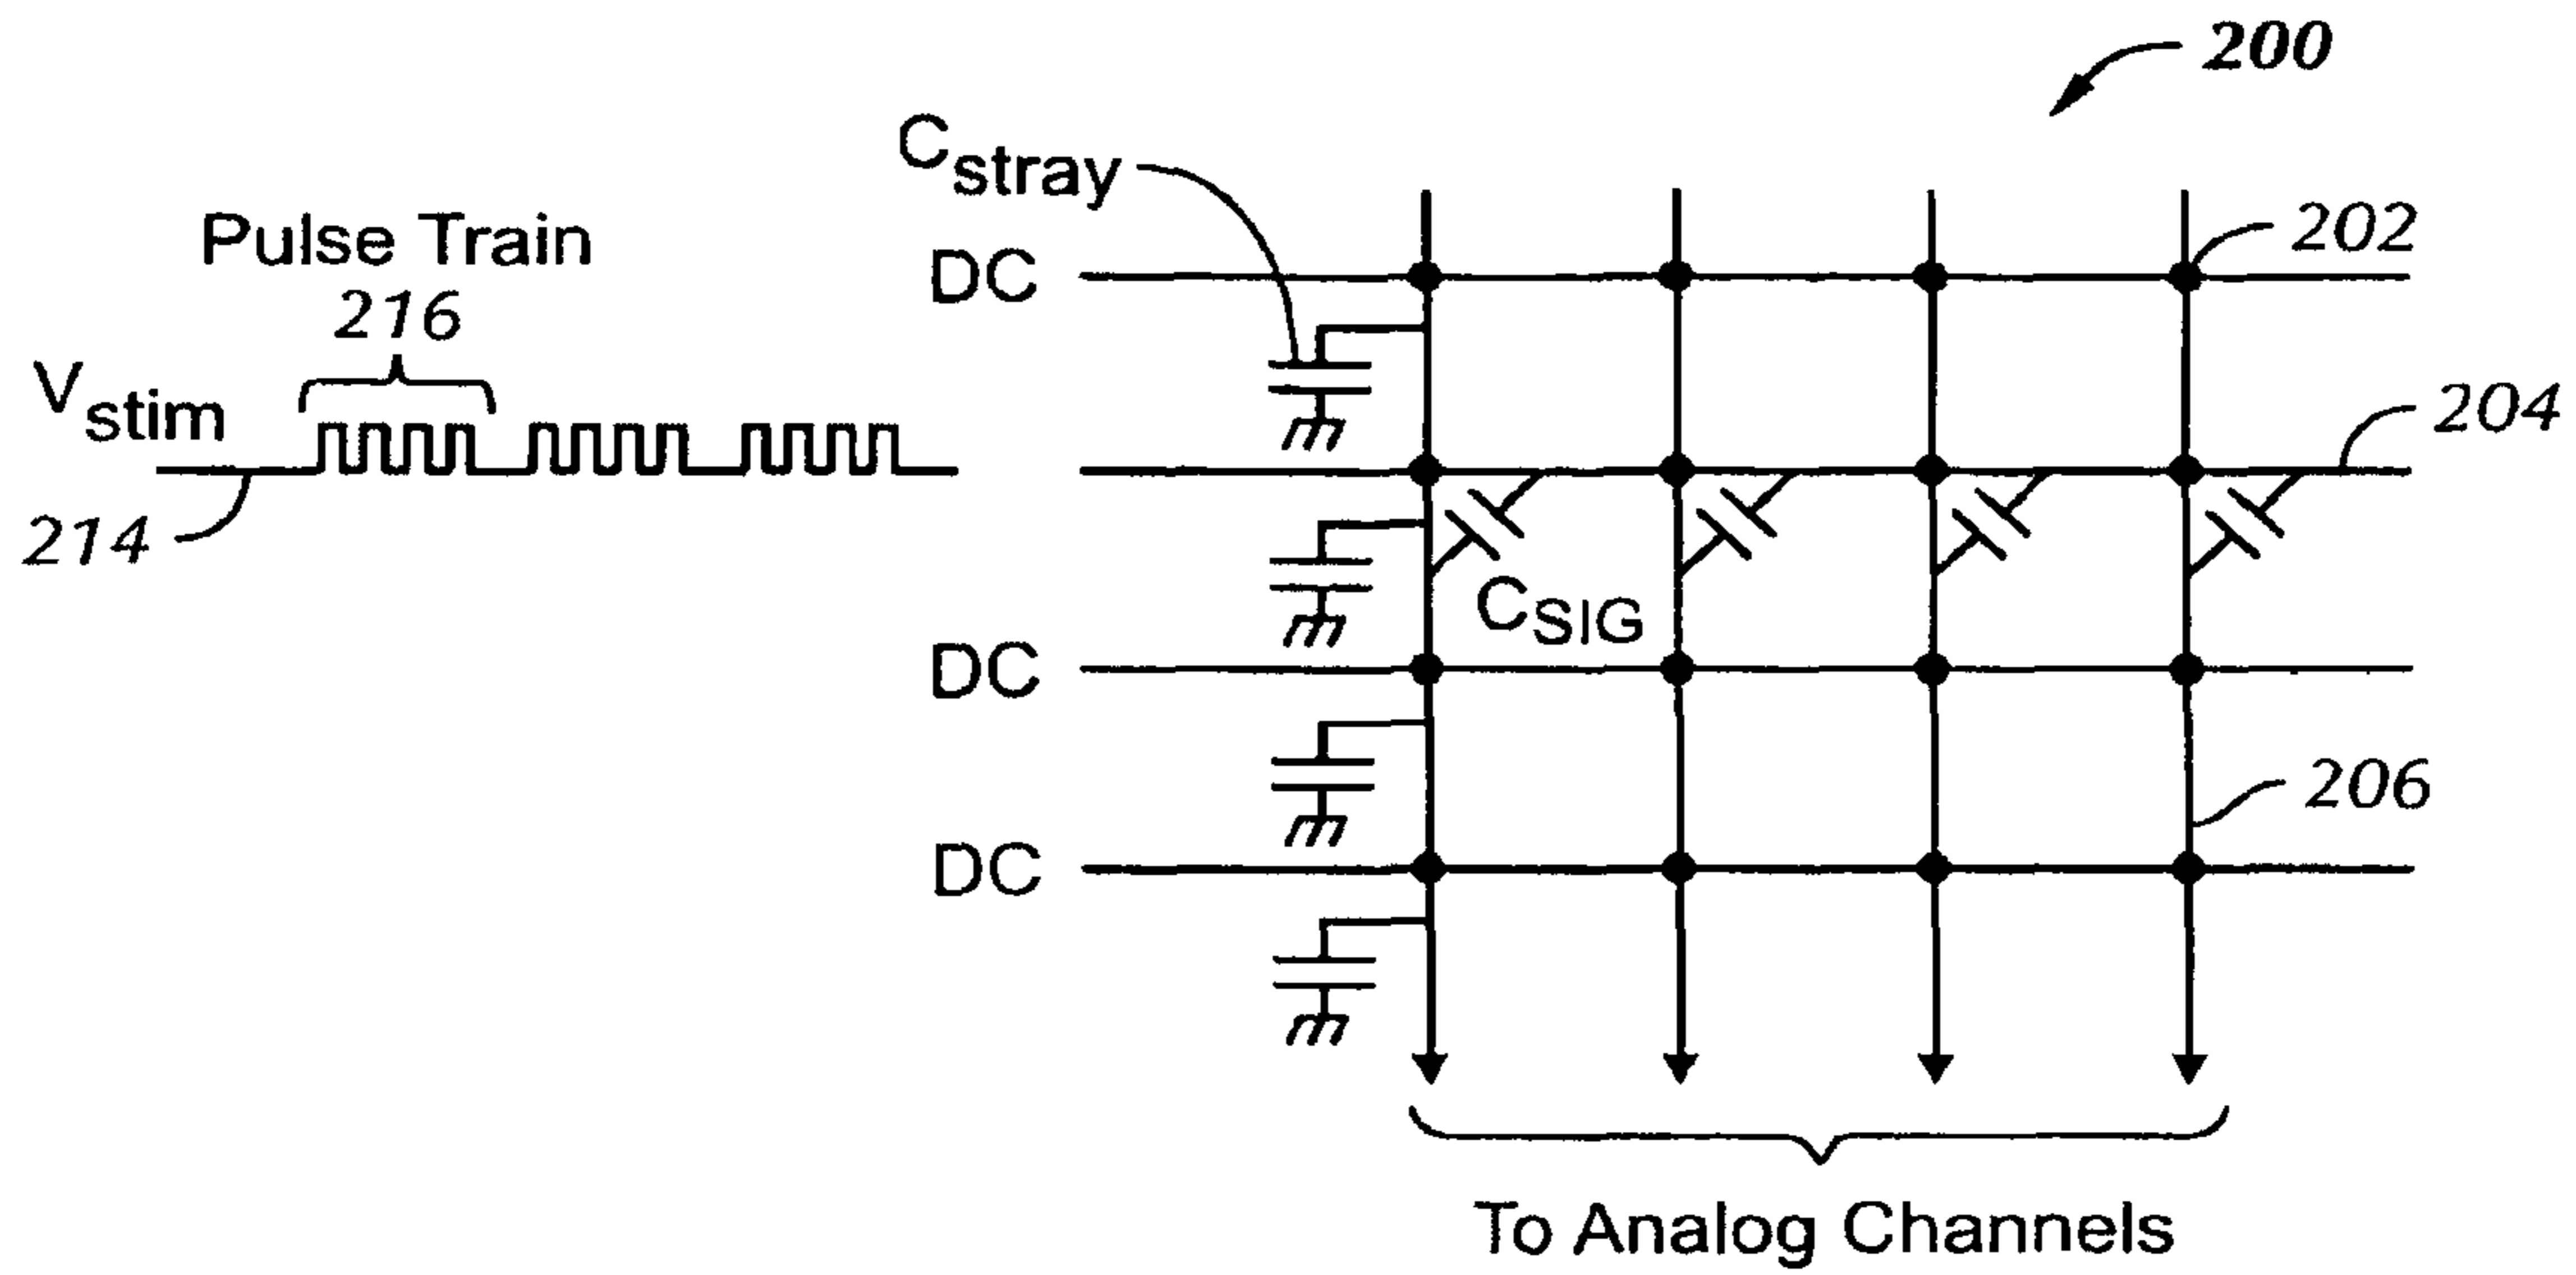 200
Cstray
Pulse Train
DC
202
216
Vstim
204
214
CSIG
DC
206
DC
To Analog Channels